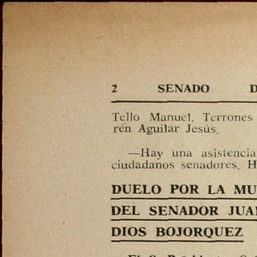 2 SENADO D
Tello Manuel, Terrones
rén Aguilar Jesús.
—Hay una asistencia
ciudadanos senadores. H
DUELO POR LA MU
DEL SENADOR JUA
DIOS BOJORQUEZ